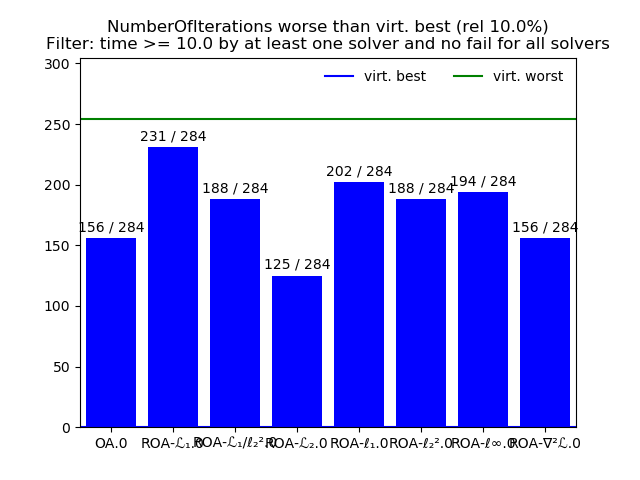 NumberOfIterations worse than virt. best (rel 10.0%)
Filter: time >= 10.0 by at least one solver and no fail for all solvers
300
virt. best virt. worst
250
231 / 284
202 / 284
188 / 284 188 / 284 194 / 284
200
156 / 284 156 / 284
150
125 / 284
100
50
0
OA.0 ROA-ℒ₁.0 ROA-ℒ₁/ℓ₂².0 ROA-ℒ₂.0 ROA-ℓ₁.0 ROA-ℓ₂².0 ROA-ℓ∞.0 ROA-∇²ℒ.0